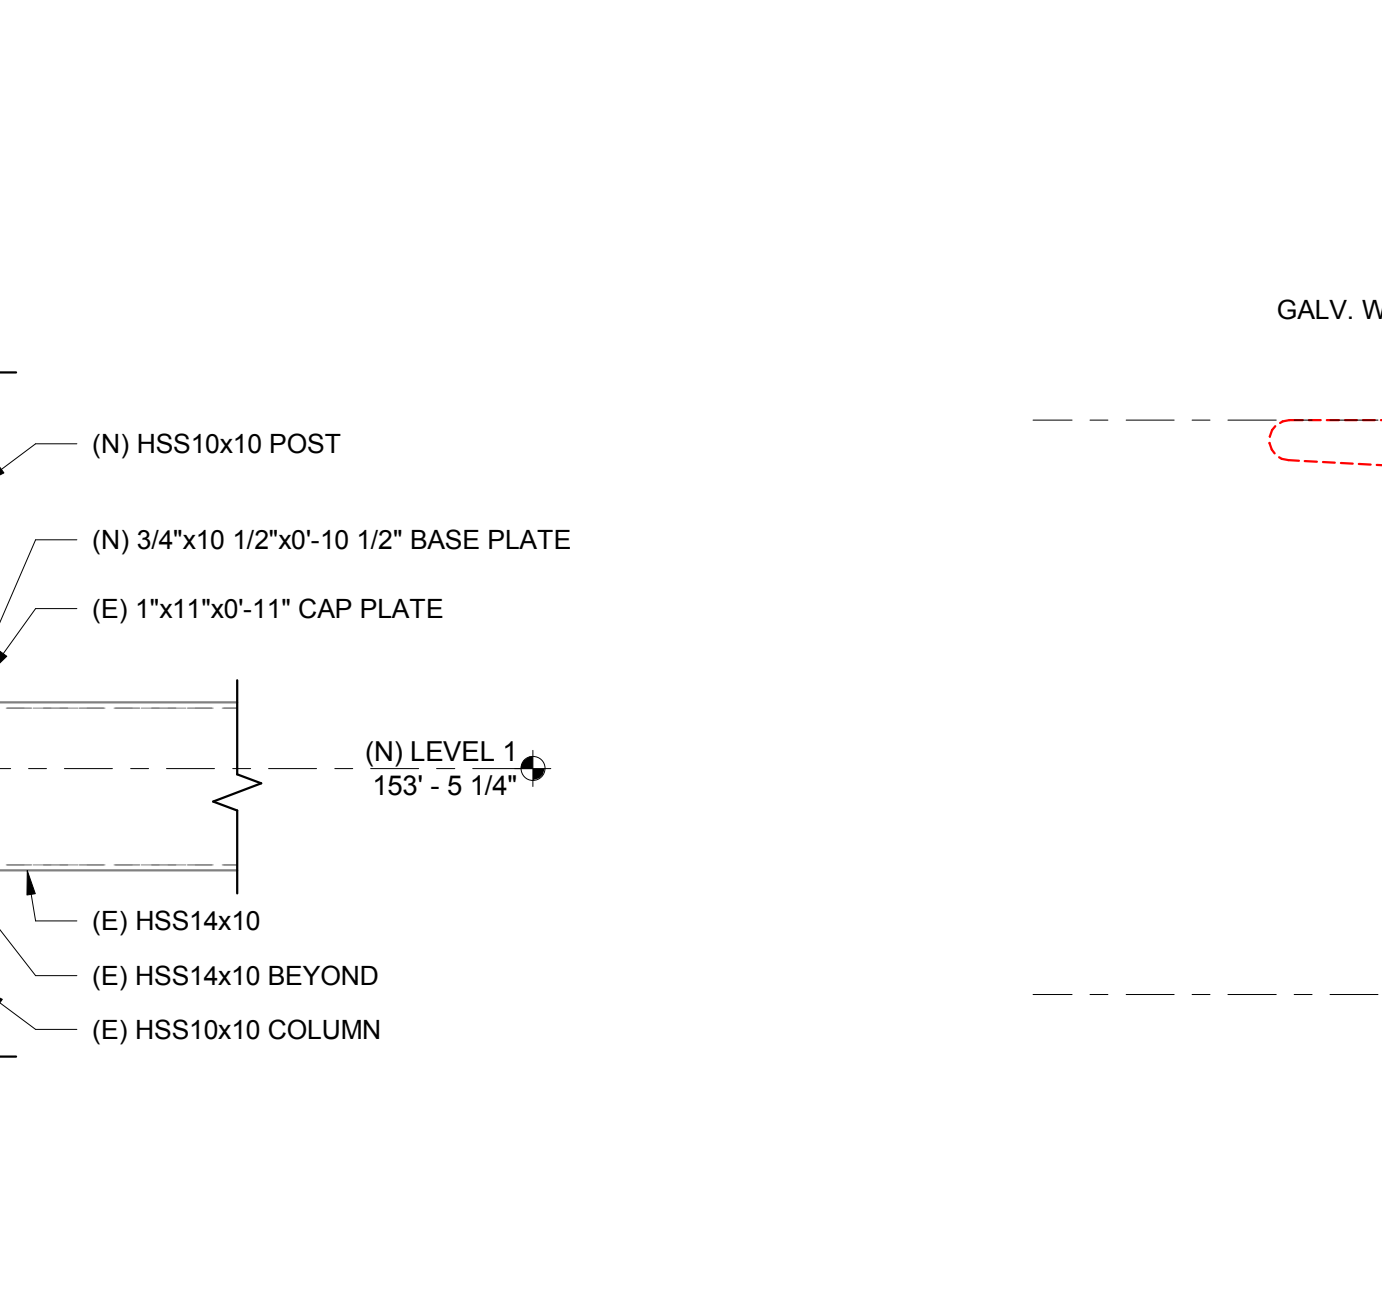 GALV.
(N) HSS10x10 POST
(N) 3/4"x10 1/2"x0'-10 1/2" BASE PLATE
(E) 1"x11"x0'-11" CAP PLATE
(N) LEVEL 1
153' - 5 1/4"
(E) HSS14x10
(E) HSS14x10 BEYOND
(E) HSS10x10 COLUMN